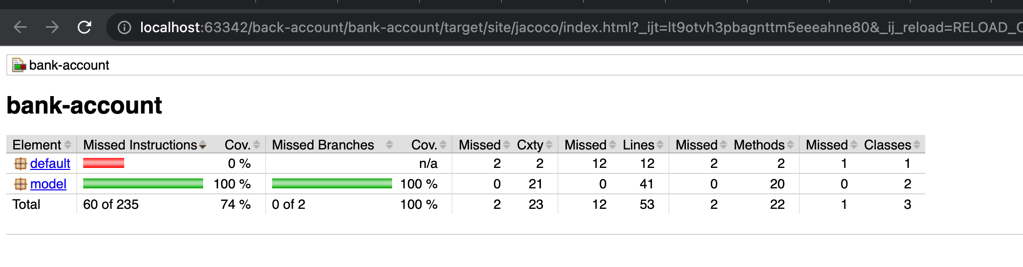 localhost:63342/back-account/bank-account/target/site/jacoco/index.html?_ijt=lt9otvh3pbagnttm5eeeahne80&_ij_reload=RELOAD_O
bank-account
bank-account
Element Missed Instructions Cov. Missed Branches Cov. Missed Cxty Missed Lines Missed Methods Missed Classes
default 0 % n/a 2 2 12 12 2 2 1 1
model 100 % 100 % 0 21 0 41 0 20 0 2
Total 60 of 235 74 % 0 of 2 100 % 2 23 12 53 2 22 1 3